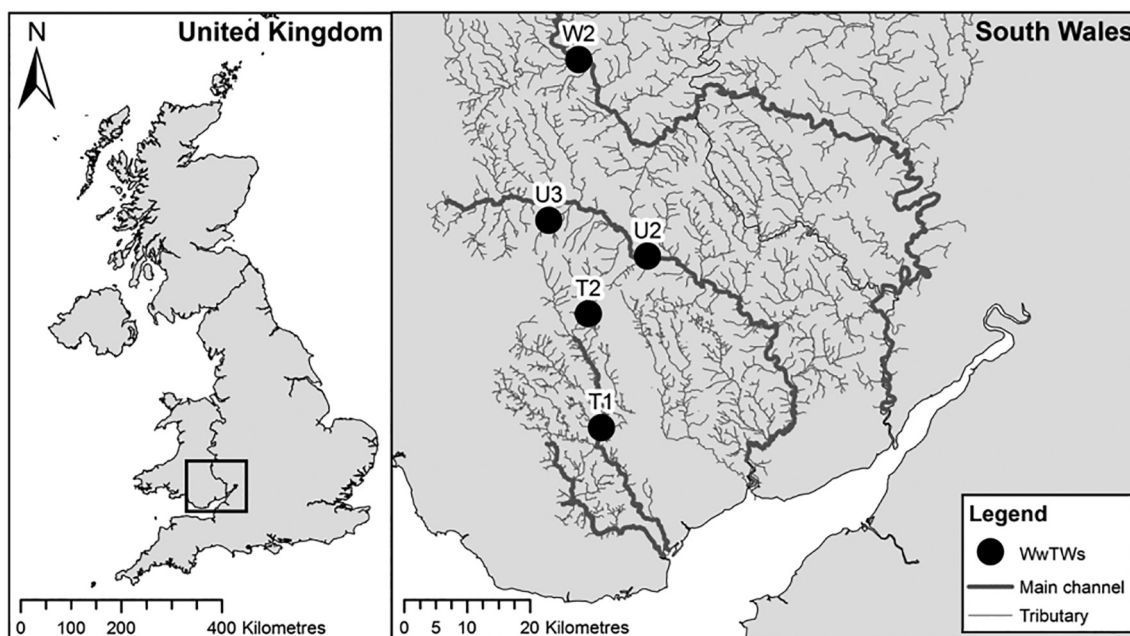 United Kingdom
N
0 100 200 400 Kilometres
South Wales
W2
U3
U2
T2
T1
0 5 10 20 Kilometres
Legend
WwTWs
Main channel
Tributary